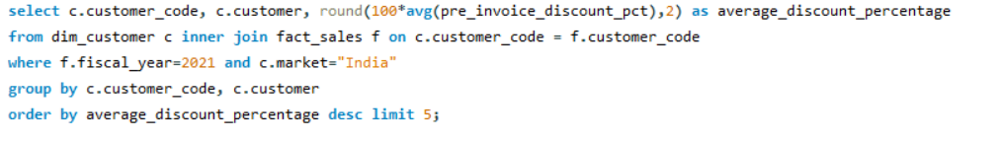 select c.customer_code, c.customer, round(100*avg(pre_invoice_discount_pct),2) as average_discount_percentage
from dim_customer c inner join fact_sales f on c.customer_code = f.customer_code
where f.fiscal_year=2021 and c.market="India"
group by c.customer_code, c.customer
order by average_discount_percentage desc limit 5;